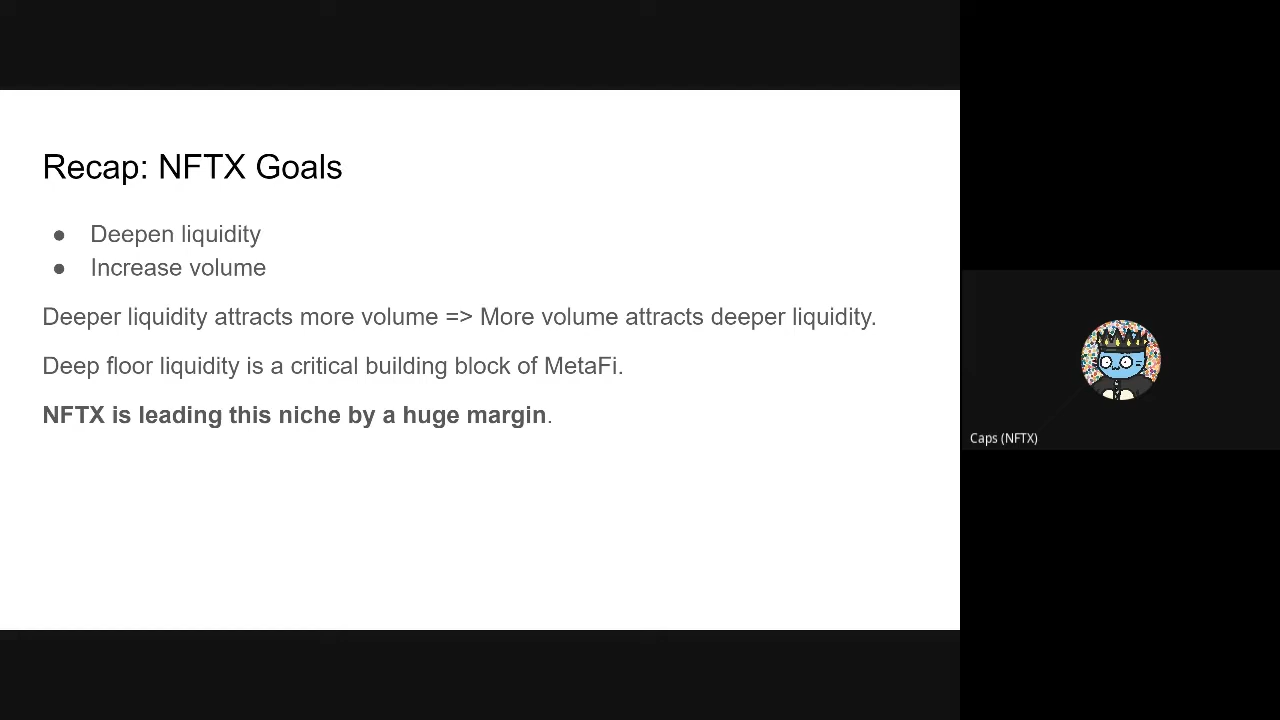 Recap: NFTX Goals
● Deepen liquidity
● Increase volume
Deeper liquidity attracts more volume => More volume attracts deeper liquidity.
Deep floor liquidity is a critical building block of MetaFi.
NFTX is leading this niche by a huge margin.
Caps (NFTX)